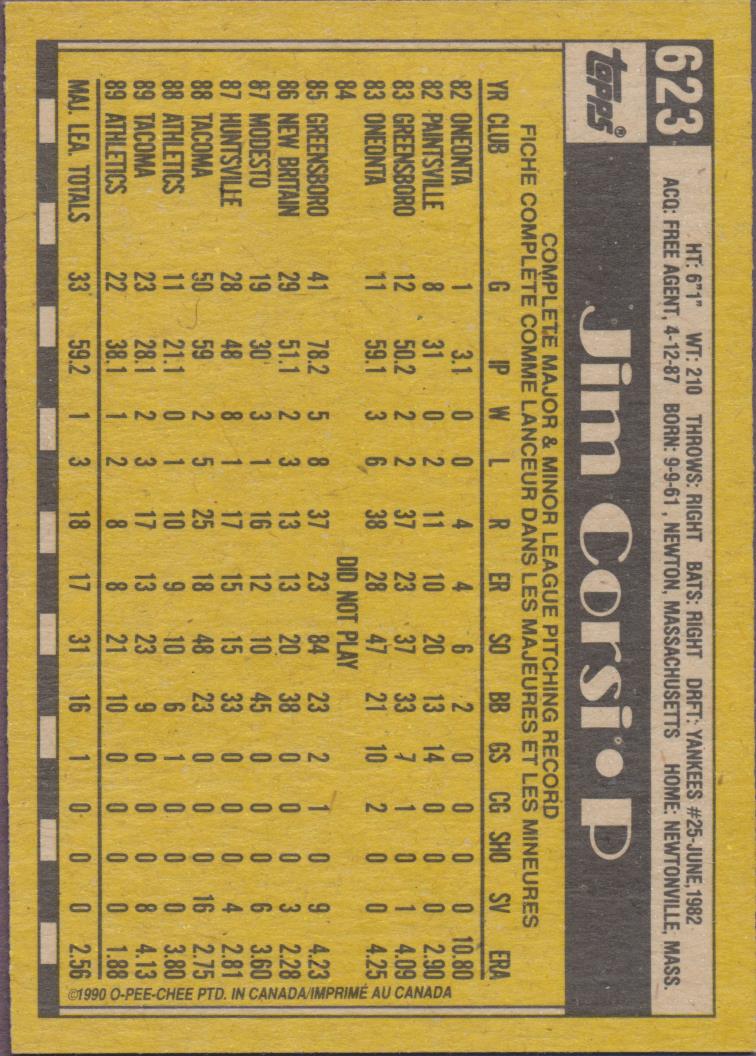 623
HT: 6"1" WT: 210 THROWS: RIGHT BATS: RIGHT DRFT: YANKEES #25-JUNE,1982
ACQ: FREE AGENT, 4-12-87 BORN: 9-9-61, NEWTON, MASSACHUSETTS HOME: NEWTONVILLE, MASS.
topps®
Jim Corsi • P
COMPLETE MAJOR & MINOR LEAGUE PITCHING RECORD
FICHE COMPLÈTE COMME LANCEUR DANS LES MAJEURES ET LES MINEURES
YR CLUB G IP W L R ER SO BB GS CG SHO SV ERA
82 ONEONTA 1 3.1 0 0 4 4 6 2 0 0 0 0 10.80
82 PAINTSVILLE 8 31 0 2 11 10 20 13 14 0 0 0 2.90
83 GREENSBORO 12 50.2 2 2 37 23 37 33 7 1 0 1 4.09
83 ONEONTA 11 59.1 3 6 38 28 47 21 10 2 0 0 4.25
84 DID NOT PLAY
85 GREENSBORO 41 78.2 5 8 37 23 84 23 2 1 0 9 4.23
86 NEW BRITAIN 29 51.1 2 3 13 13 20 38 0 0 0 3 2.28
87 MODESTO 19 30 3 1 16 12 10 45 0 0 0 6 3.60
87 HUNTSVILLE 28 48 8 1 17 15 15 33 0 0 0 4 2.81
88 TACOMA 50 59 2 5 25 18 48 23 0 0 0 16 2.75
88 ATHLETICS 11 21.1 0 1 10 9 10 6 1 0 0 0 3.80
89 TACOMA 23 28.1 2 3 17 13 23 9 0 0 0 8 4.13
89 ATHLETICS 22 38.1 1 2 8 8 21 10 0 0 0 0 1.88
MAJ. LEA. TOTALS 33 59.2 1 3 18 17 31 16 1 0 0 0 2.56
©1990 O-PEE-CHEE PTD. IN CANADA/IMPRIMÉ AU CANADA